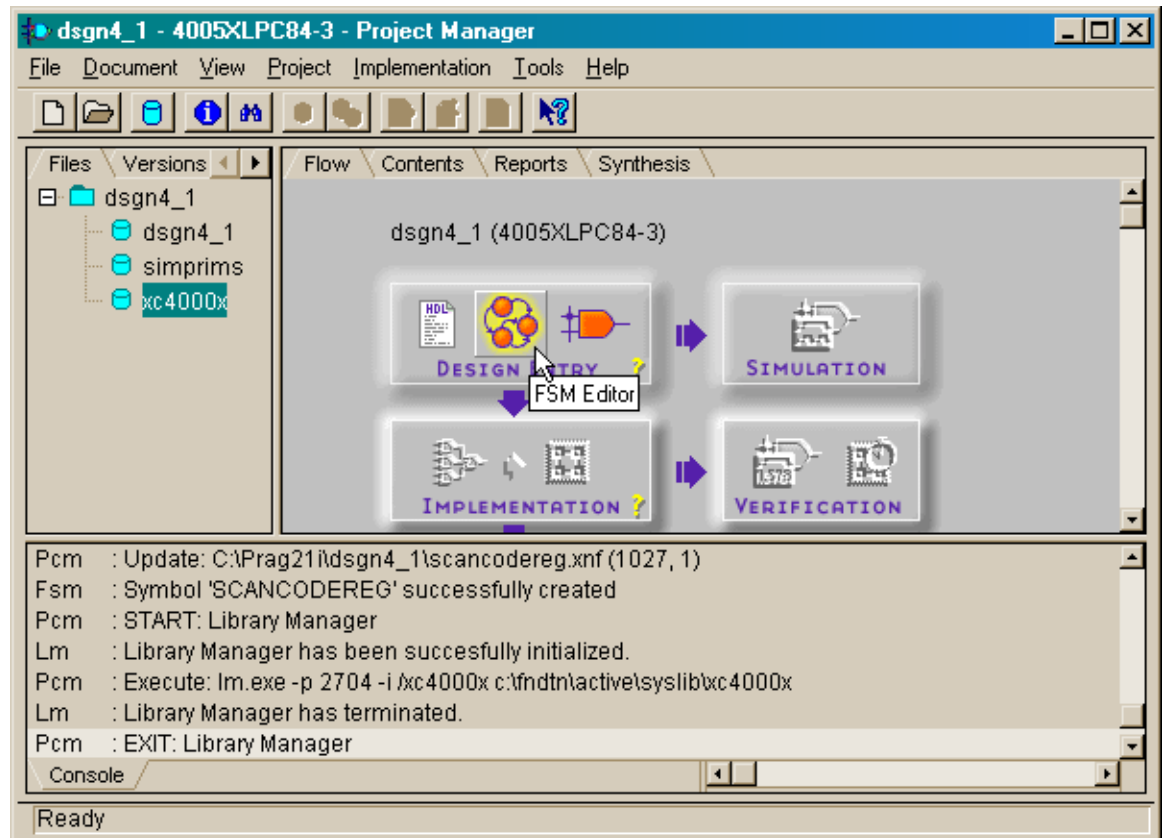 dsgn4_1 - 4005XLPC84-3 - Project Manager
File Document View Project Implementation Tools Help
Files Versions
Flow Contents Reports Synthesis
dsgn4_1
dsgn4_1
simprims
xc4000x
dsgn4_1 (4005XLPC84-3)
HDL
DESIGN ENTRY ?
SIMULATION
FSM Editor
IMPLEMENTATION ?
VERIFICATION
Pcm : Update: C:\Prag21i\dsgn4_1\scancodereg.xnf (1027, 1)
Fsm : Symbol 'SCANCODEREG' successfully created
Pcm : START: Library Manager
Lm : Library Manager has been succesfully initialized.
Pcm : Execute: lm.exe -p 2704 -i /xc4000x c:\fndtn\active\syslib\xc4000x
Lm : Library Manager has terminated.
Pcm : EXIT: Library Manager
Console
Ready